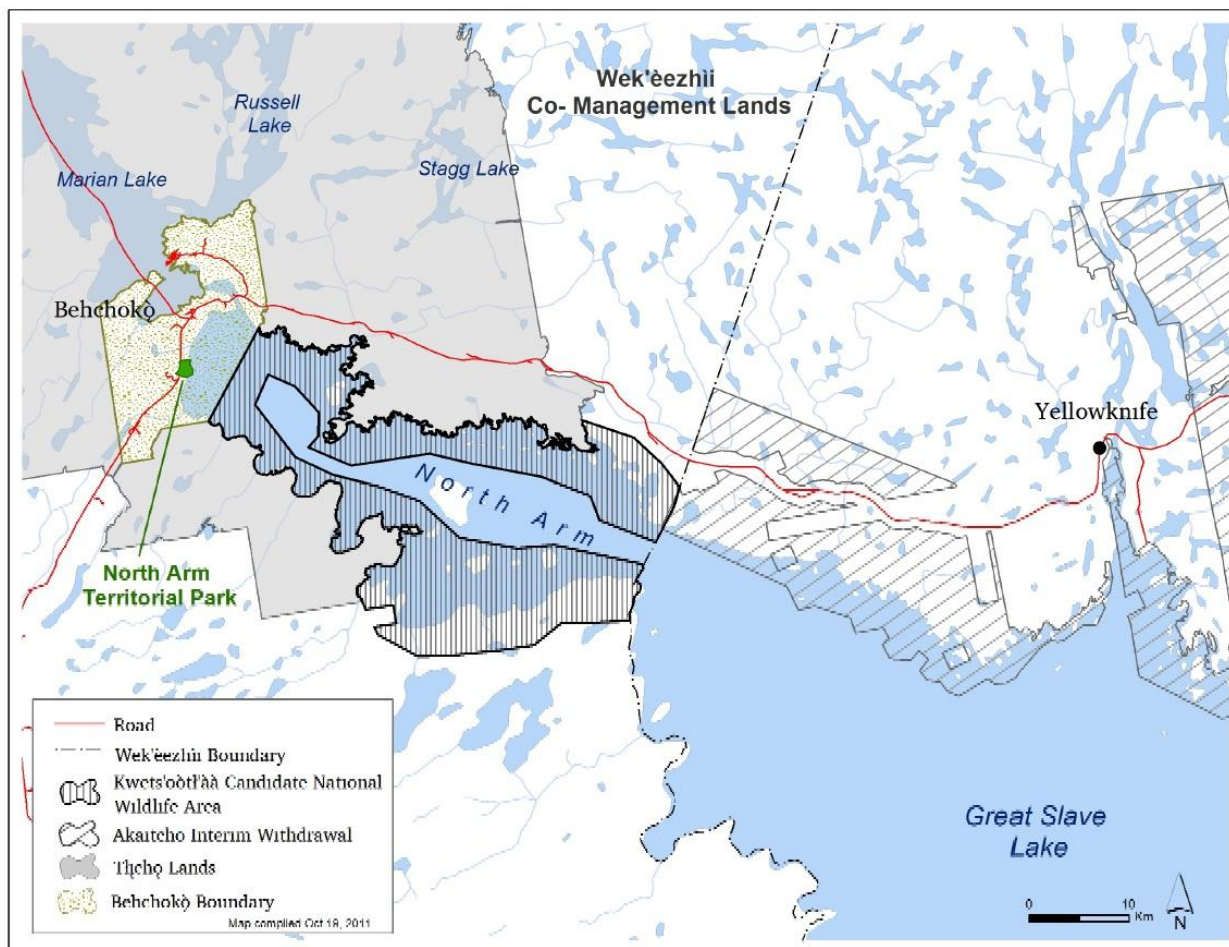 Wek'èezhìi
Co- Management Lands
Russell
Lake
Stagg Lake
Marian Lake
Behchokǫ̀
Yellowknife
North Arm
North Arm
Territorial Park
Great Slave
Lake
Road
Wek'èezhìi Boundary
Kwets'oòtł'àà Candidate National
Wildlife Area
Akaitcho Interim Withdrawal
Tłı̨chǫ Lands
Behchokǫ̀ Boundary
Map compiled Oct 19, 2011
0 10
Km
N